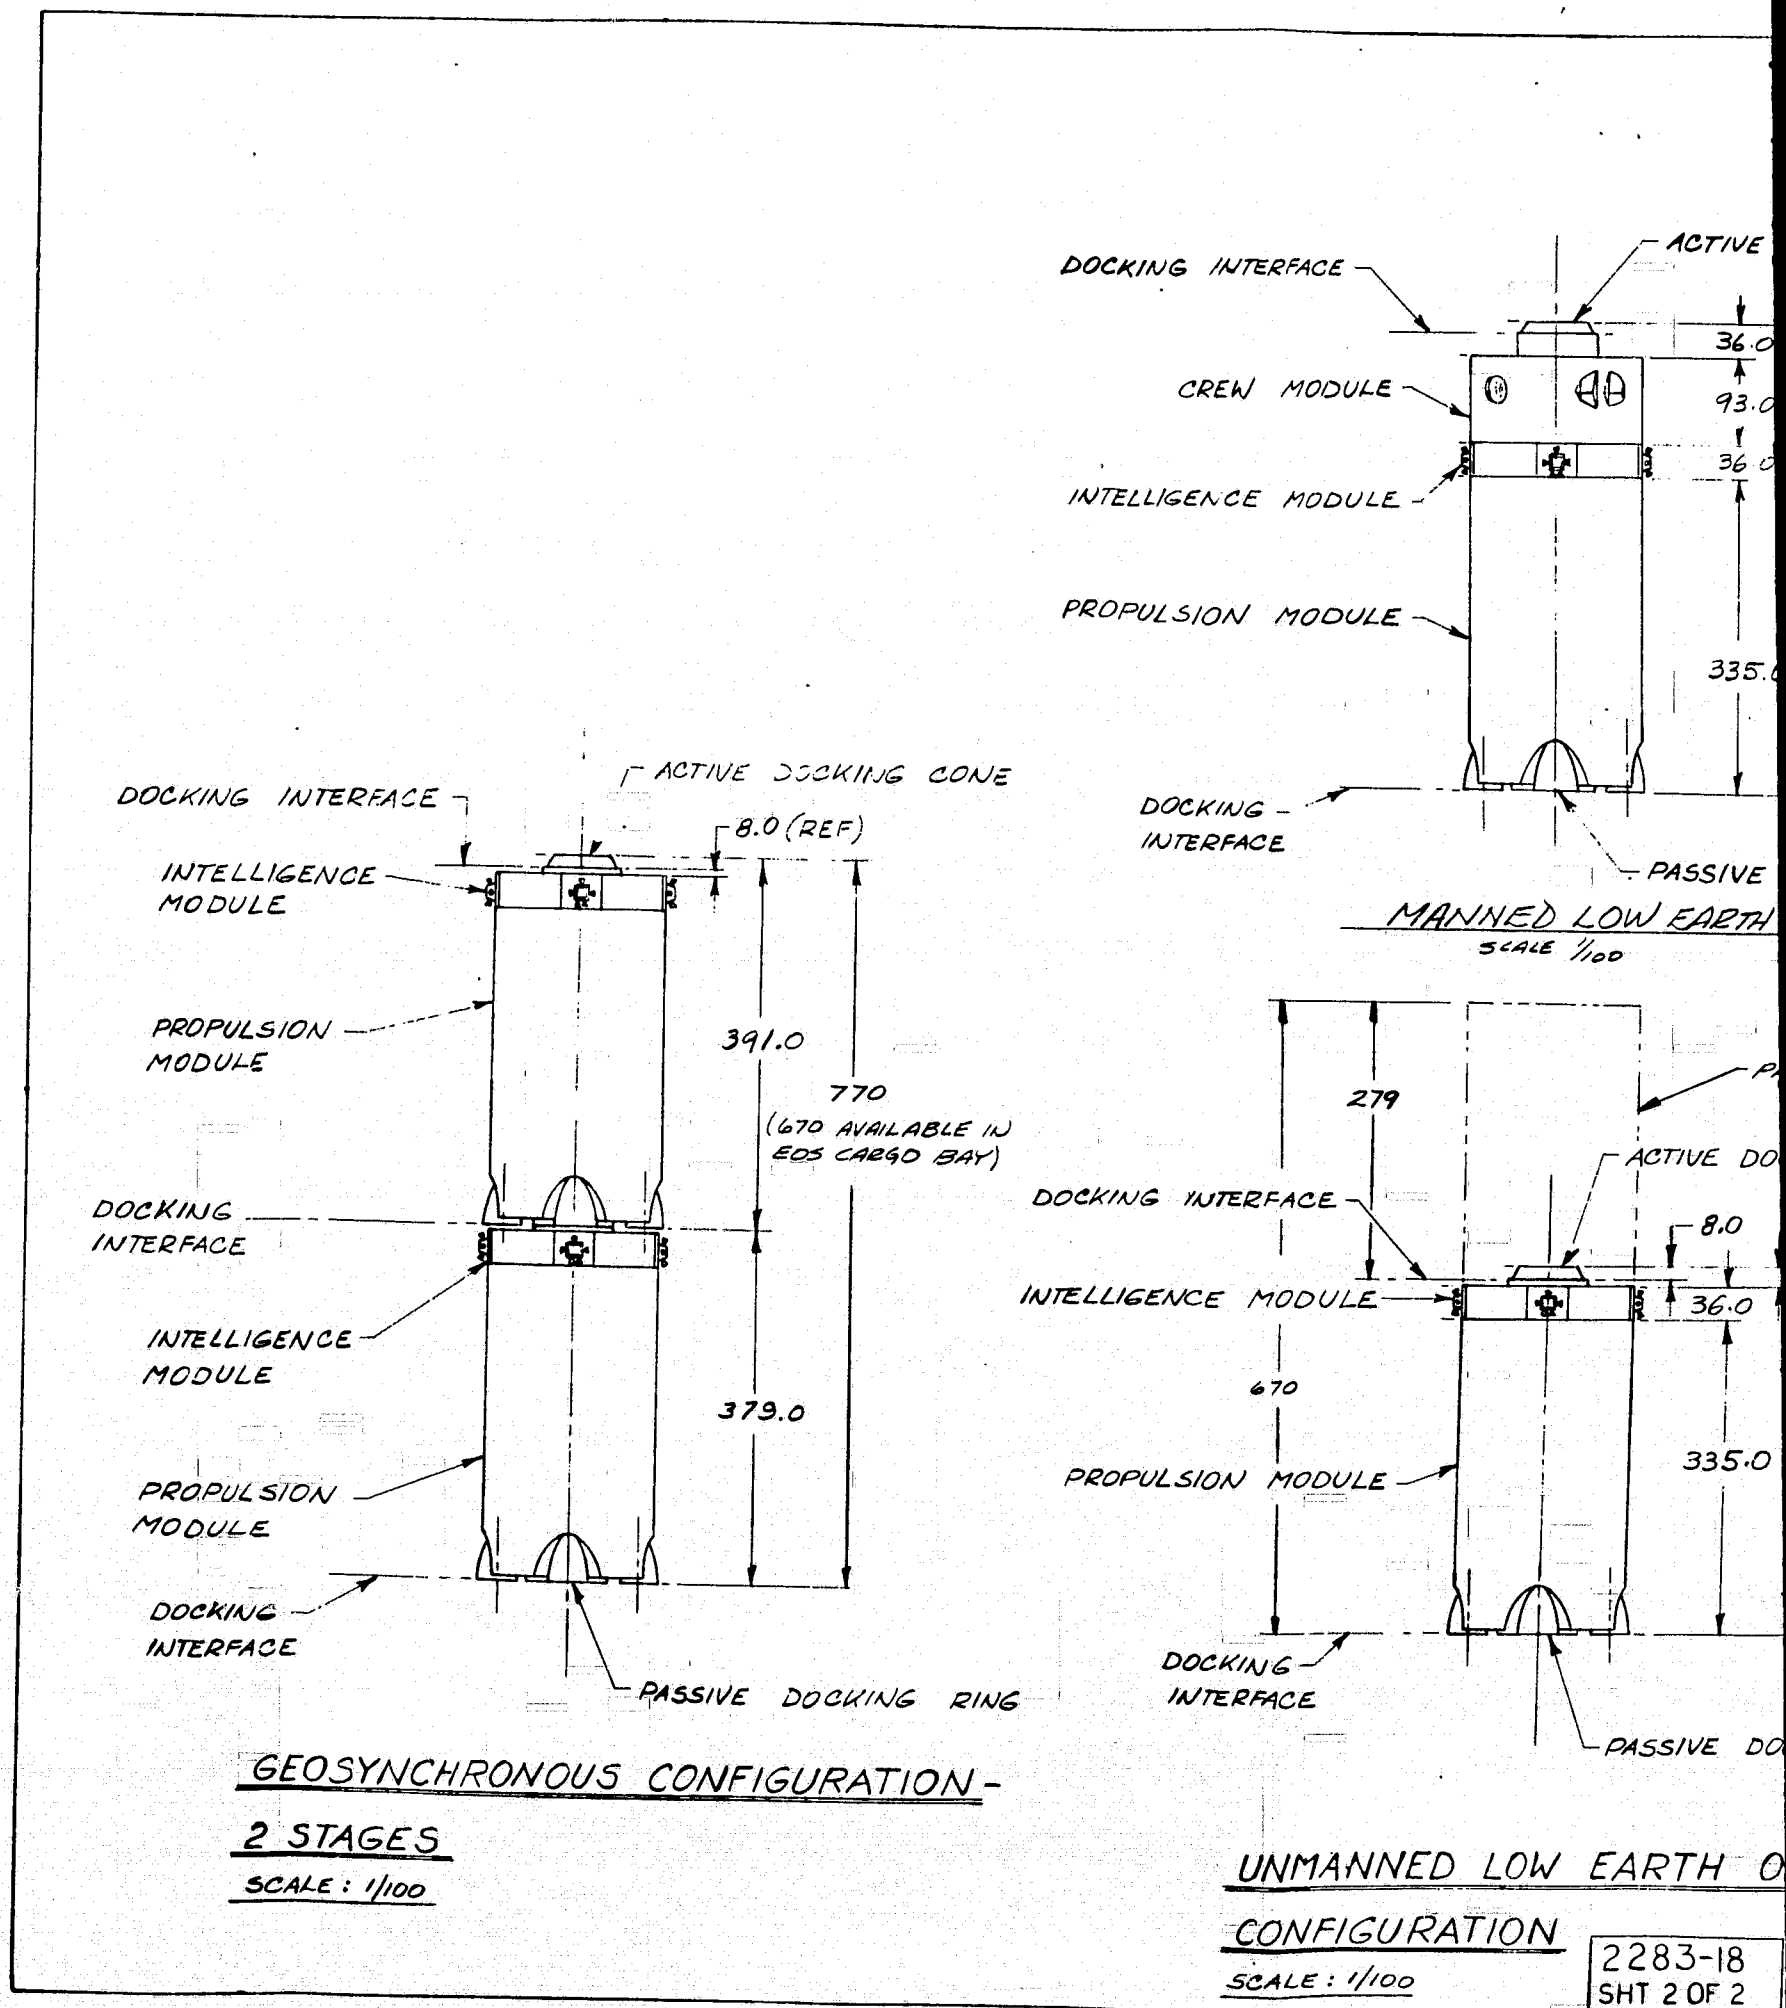 DOCKING INTERFACE
ACTIVE DOCKING CONE
8.0 (REF)
INTELLIGENCE
MODULE
PROPULSION
MODULE
391.0
770
(670 AVAILABLE IN
EOS CARGO BAY)
DOCKING
INTERFACE
INTELLIGENCE
MODULE
379.0
PROPULSION
MODULE
DOCKING
INTERFACE
PASSIVE DOCKING RING
GEOSYNCHRONOUS CONFIGURATION-
2 STAGES
SCALE: 1/100
DOCKING INTERFACE
ACTIVE
36.0
CREW MODULE
93.0
36.0
INTELLIGENCE MODULE
PROPULSION MODULE
335.0
DOCKING
INTERFACE
PASSIVE
MANNED LOW EARTH
SCALE 1/100
279
ACTIVE DO
DOCKING INTERFACE
8.0
INTELLIGENCE MODULE
36.0
670
PROPULSION MODULE
335.0
DOCKING
INTERFACE
PASSIVE DO
UNMANNED LOW EARTH O
CONFIGURATION
SCALE: 1/100
2283-18
SHT 2 OF 2